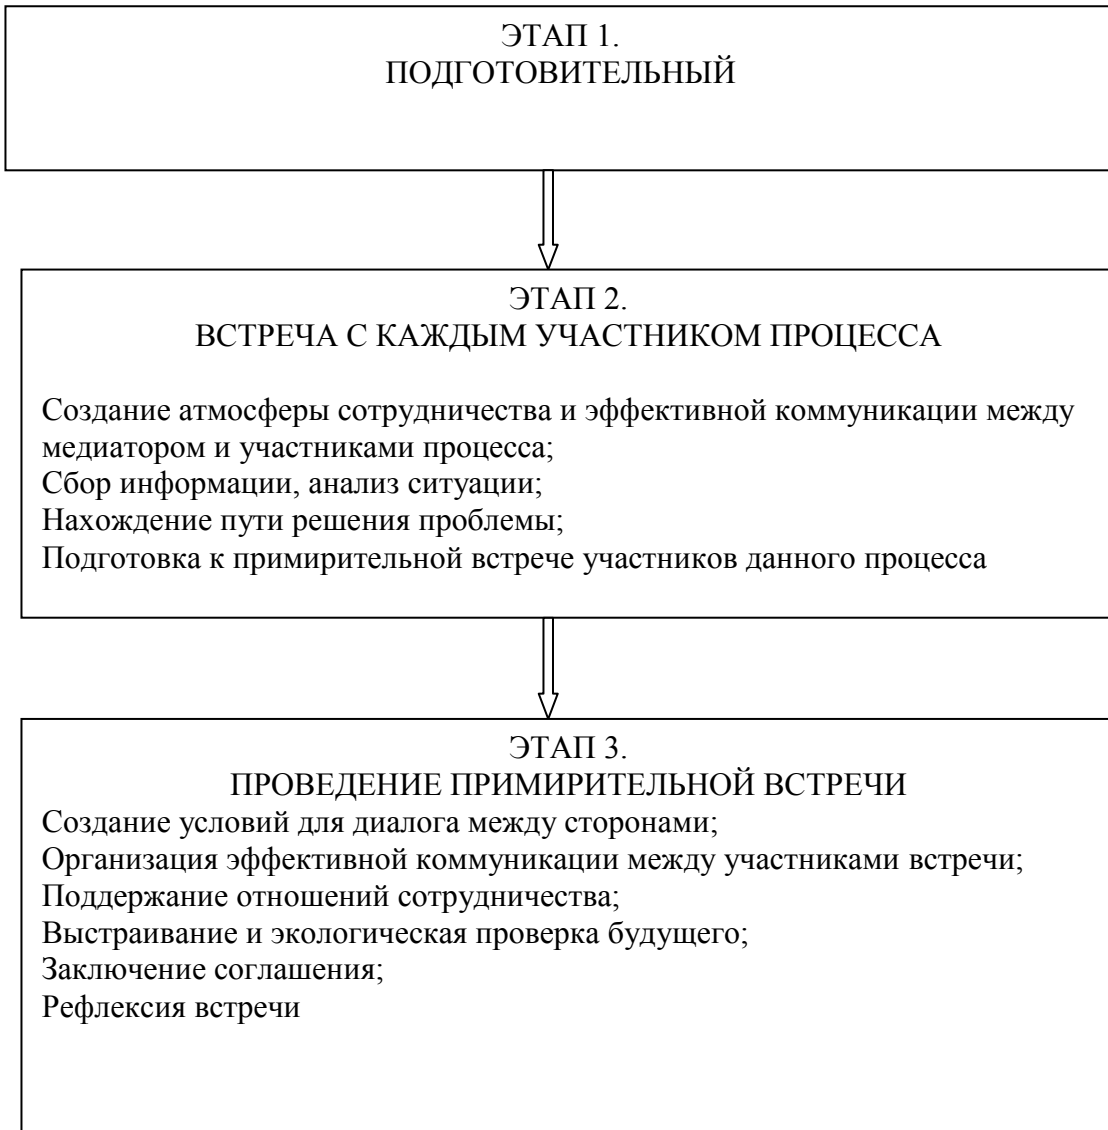 ЭТАП 1.
ПОДГОТОВИТЕЛЬНЫЙ
ЭТАП 2.
ВСТРЕЧА С КАЖДЫМ УЧАСТНИКОМ ПРОЦЕССА
Создание атмосферы сотрудничества и эффективной коммуникации между
медиатором и участниками процесса;
Сбор информации, анализ ситуации;
Нахождение пути решения проблемы;
Подготовка к примирительной встрече участников данного процесса
ЭТАП 3.
ПРОВЕДЕНИЕ ПРИМИРИТЕЛЬНОЙ ВСТРЕЧИ
Создание условий для диалога между сторонами;
Организация эффективной коммуникации между участниками встречи;
Поддержание отношений сотрудничества;
Выстраивание и экологическая проверка будущего;
Заключение соглашения;
Рефлексия встречи